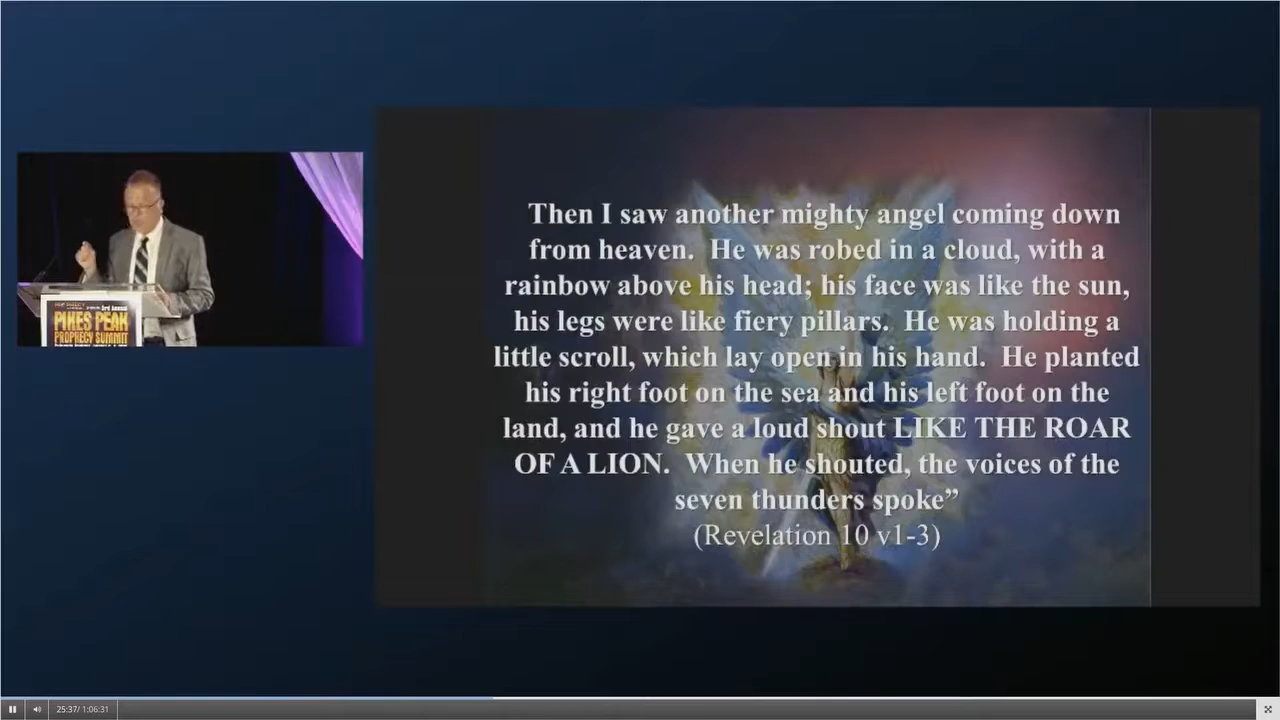 Then I saw another mighty angel coming down
from heaven.  He was robed in a cloud, with a
rainbow above his head; his face was like the sun,
his legs were like fiery pillars.  He was holding a
little scroll, which lay open in his hand.  He planted
his right foot on the sea and his left foot on the
land, and he gave a loud shout LIKE THE ROAR
OF A LION.  When he shouted, the voices of the
seven thunders spoke”
(Revelation 10 v1-3)
3rd Annual
PIKES PEAK
PROPHECY SUMMIT
25:37/ 1:06:31